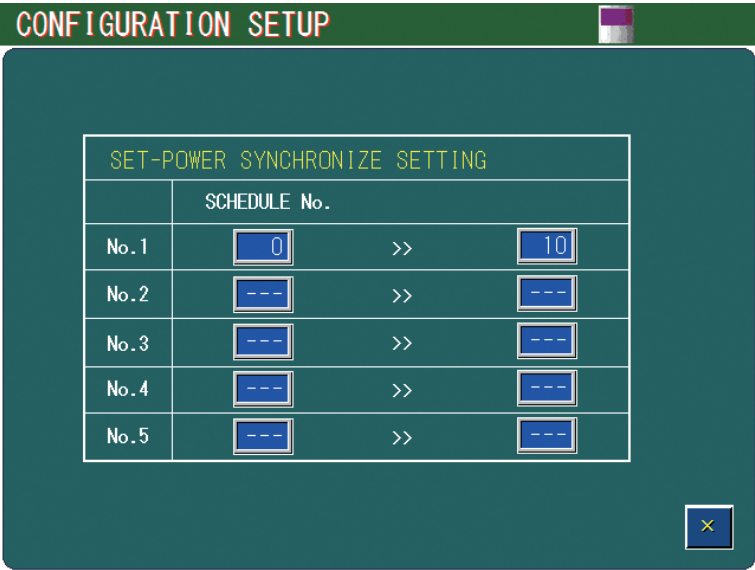 CONFIGURATION SETUP
SET-POWER SYNCHRONIZE SETTING
SCHEDULE No.
No.1 0 >> 10
No.2 --- >> ---
No.3 --- >> ---
No.4 --- >> ---
No.5 --- >> ---
×